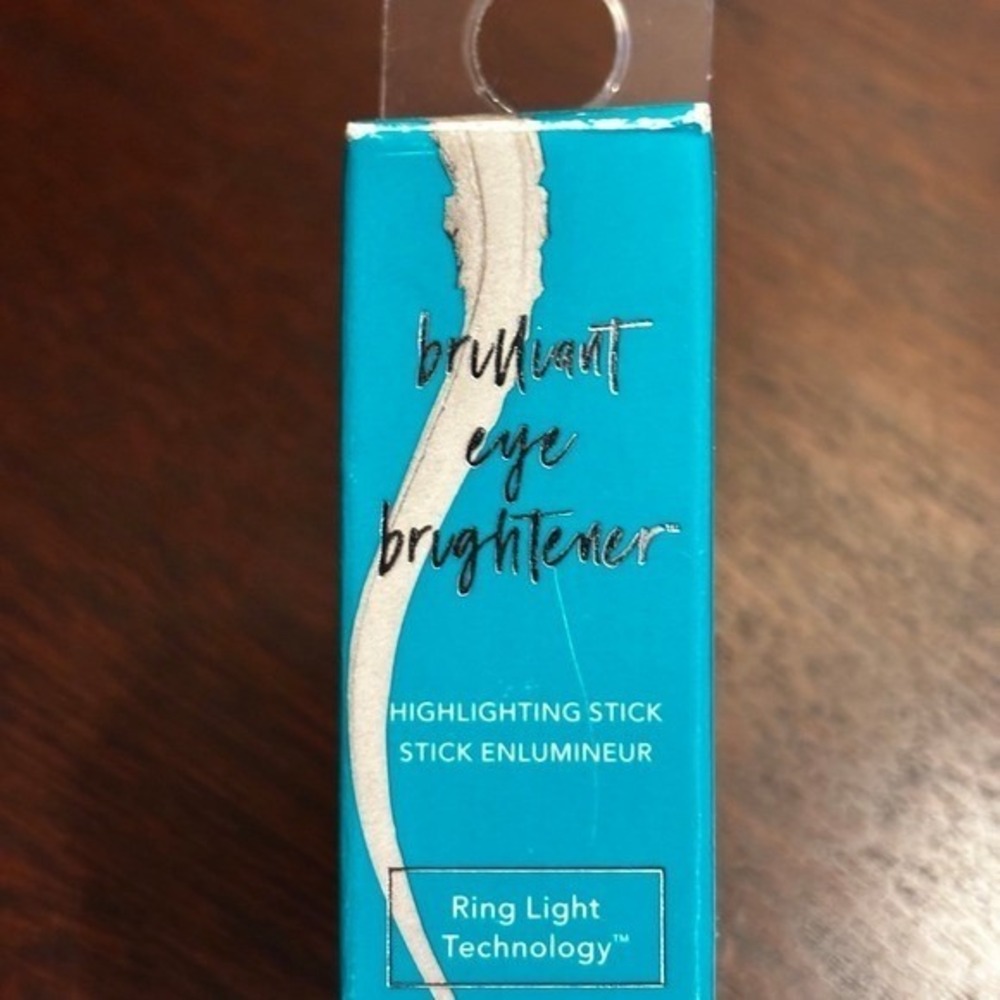 brilliant
eye
brightener™
HIGHLIGHTING STICK
STICK ENLUMINEUR
Ring Light
Technology™